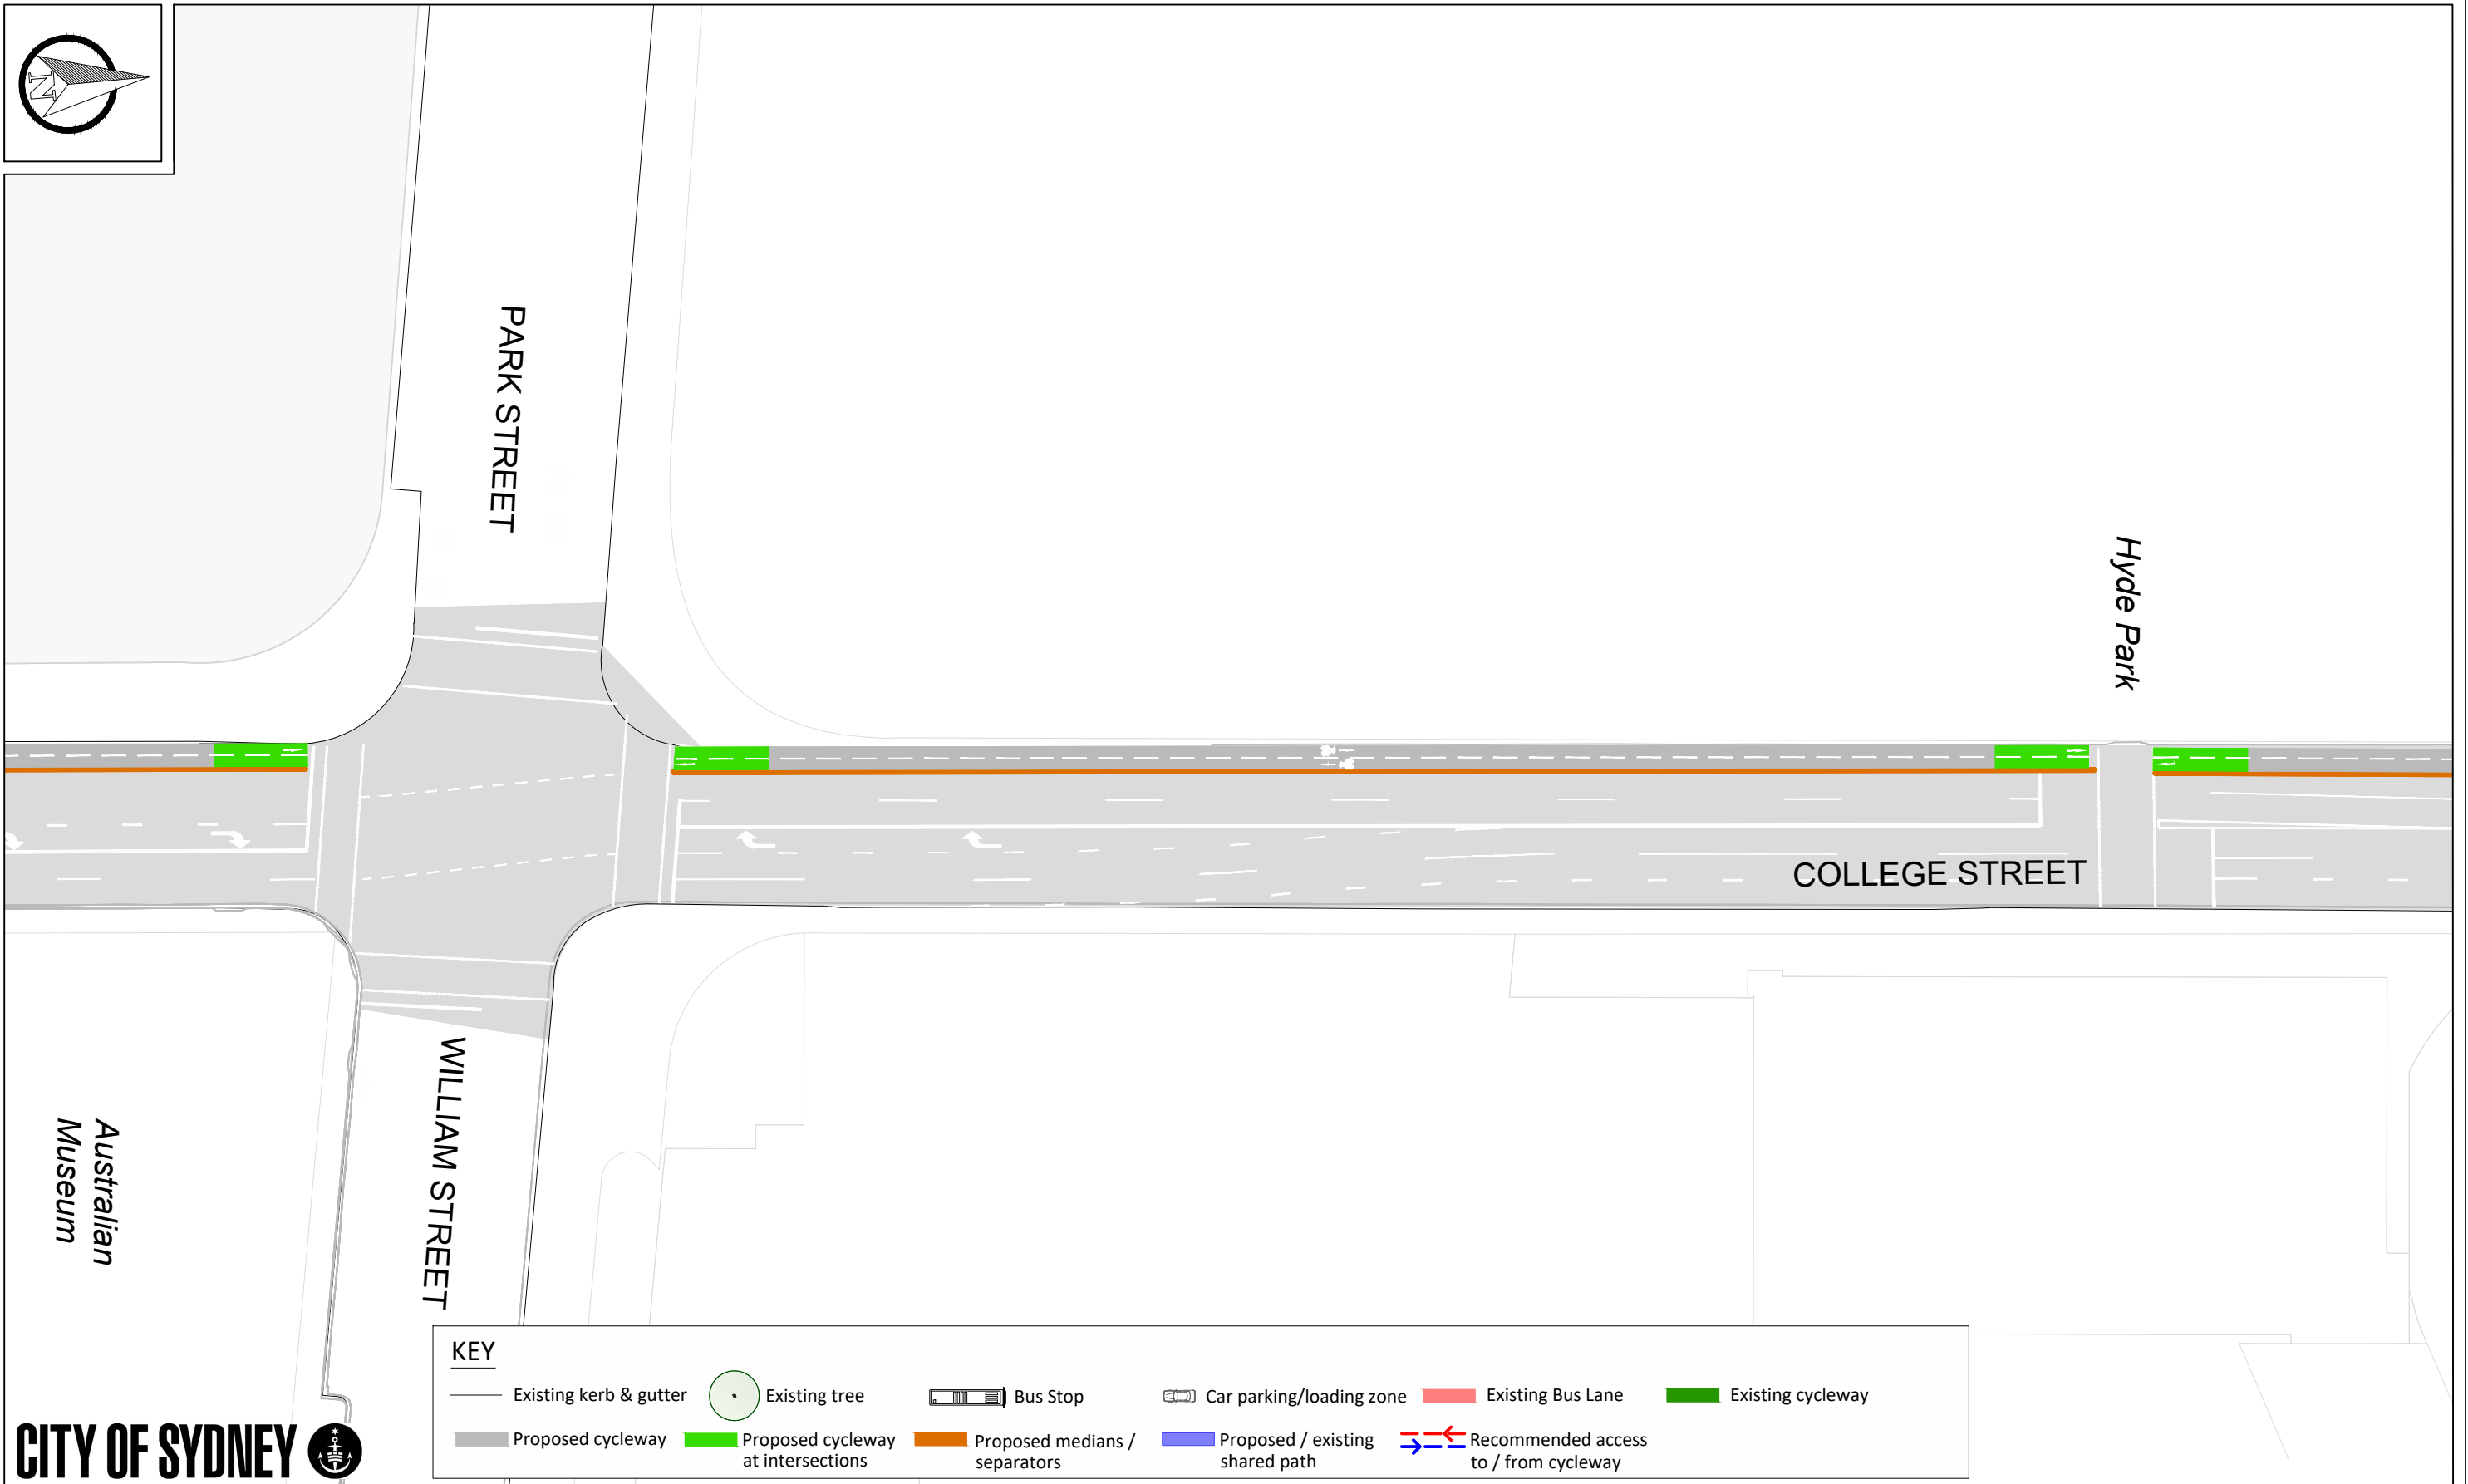 N
PARK STREET
Hyde Park
COLLEGE STREET
WILLIAM STREET
Australian
Museum
KEY
Existing kerb & gutter
Existing tree
Bus Stop
Car parking/loading zone
Existing Bus Lane
Existing cycleway
Proposed cycleway
Proposed cycleway
at intersections
Proposed medians /
separators
Proposed / existing
shared path
Recommended access
to / from cycleway
CITY OF SYDNEY